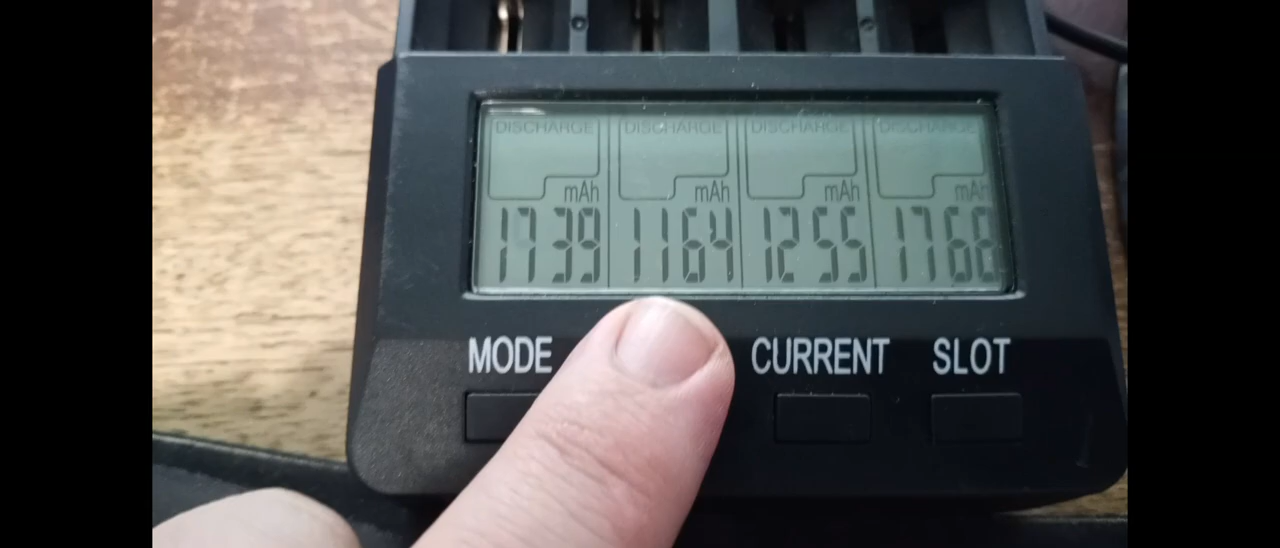 DISCHARGE DISCHARGE DISCHARGE DISCHARGE
mAh mAh mAh mAh
1739 1164 1255 1768
MODE CURRENT SLOT